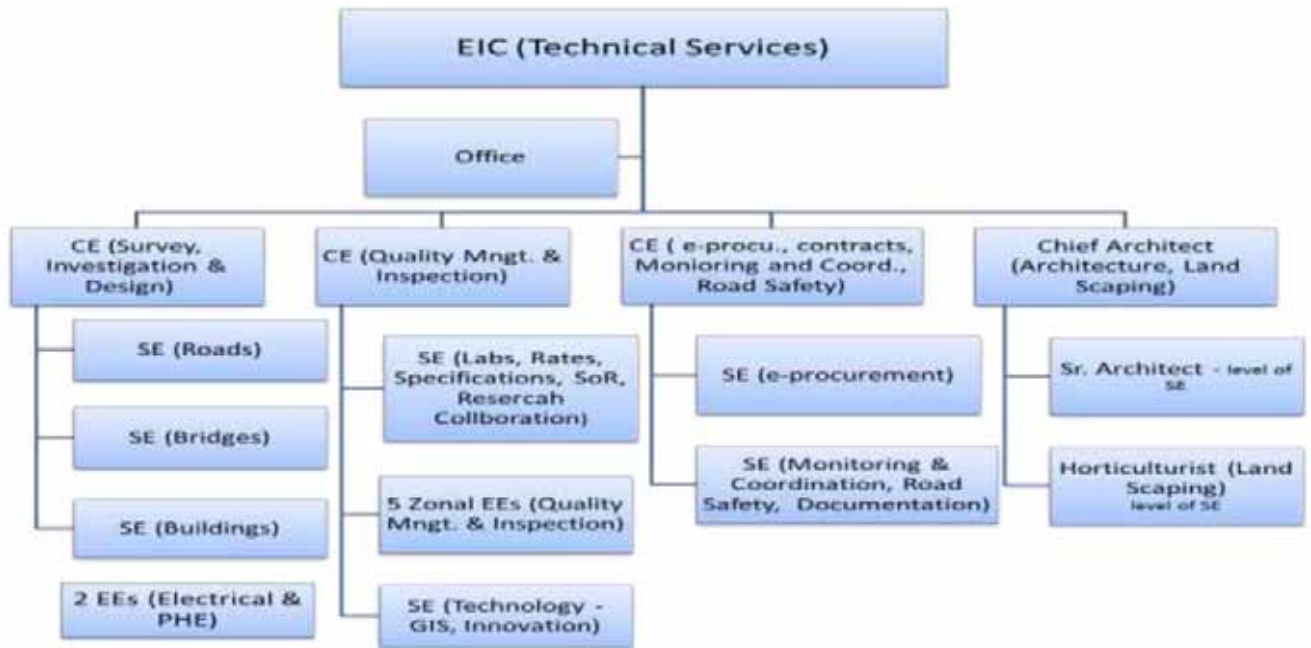 EIC (Technical Services)
Office
CE (Survey,
Investigation &
Design)
SE (Roads)
SE (Bridges)
SE (Buildings)
2 EEs (Electrical &
PHE)
CE (Quality Mngt. &
Inspection)
SE (Labs, Rates,
Specifications, SoR,
Resercah
Collboration)
5 Zonal EEs (Quality
Mngt. & Inspection)
SE (Technology -
GIS, Innovation)
CE ( e-procu., contracts,
Monioring and Coord.,
Road Safety)
SE (e-procurement)
SE (Monitoring &
Coordination, Road
Safety, Documentation)
Chief Architect
(Architecture, Land
Scaping)
Sr. Architect - level of
SE
Horticulturist (Land
Scaping)
level of SE